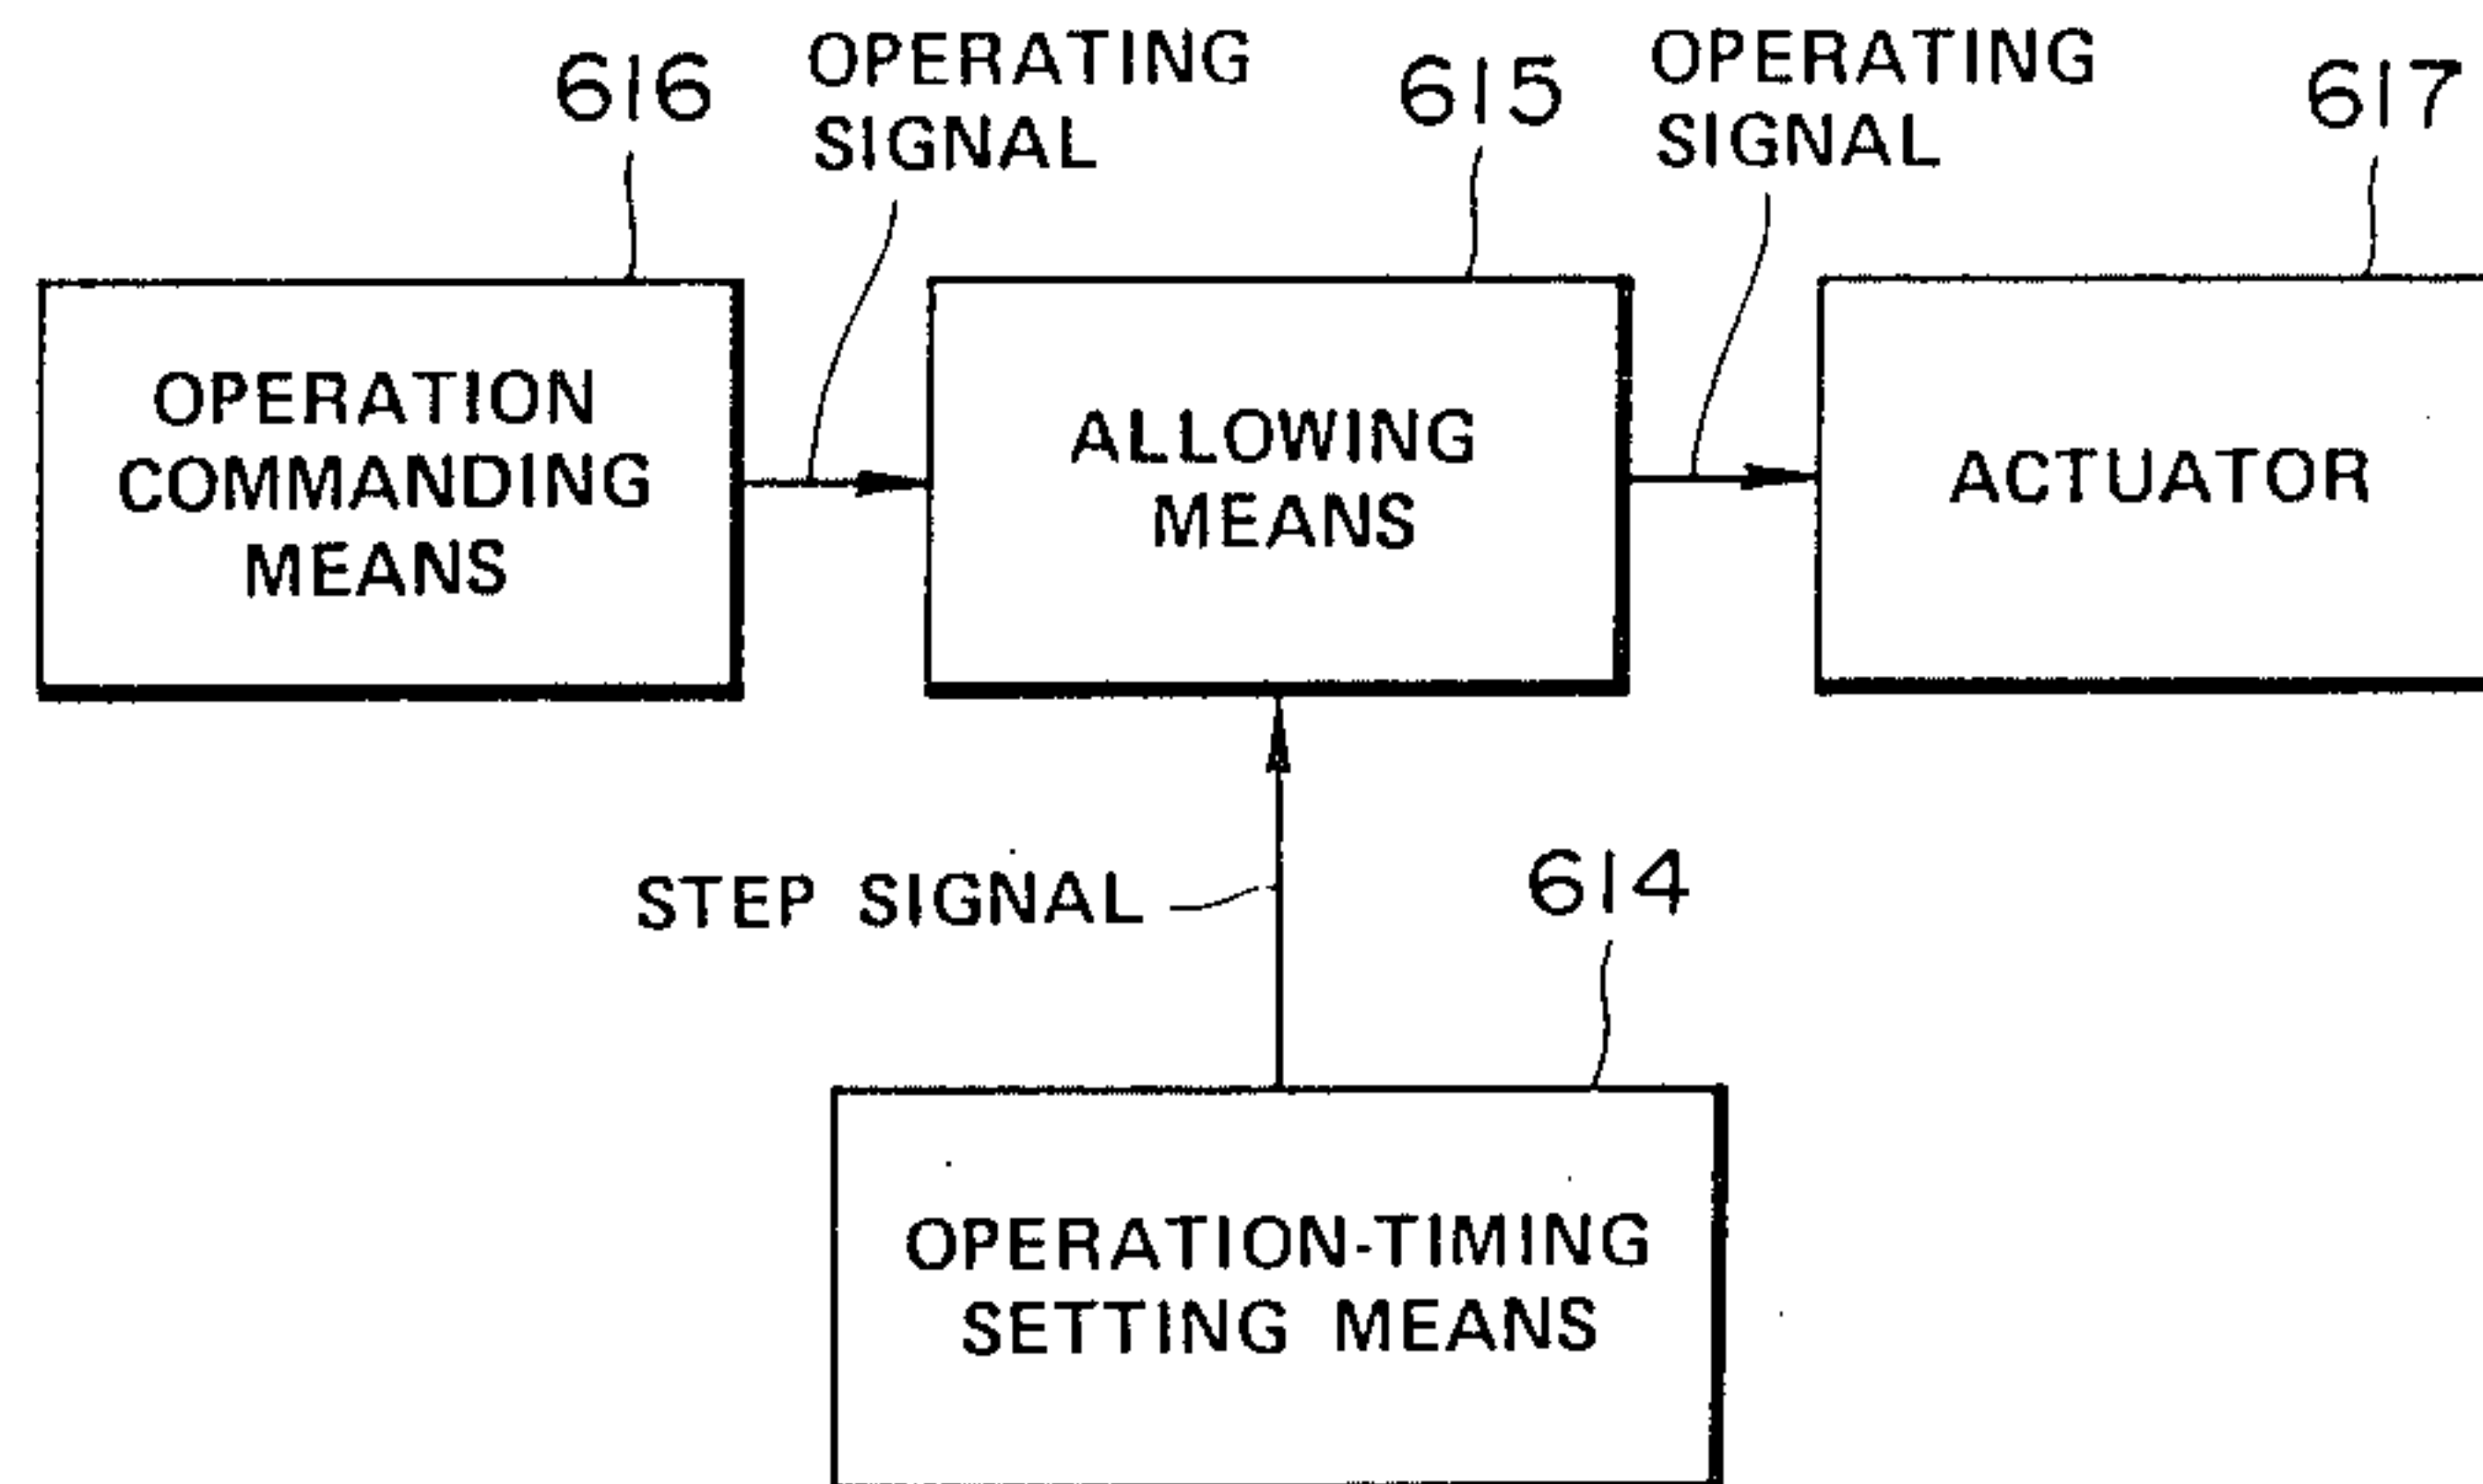 616
OPERATING
SIGNAL
615
OPERATING
SIGNAL
617
OPERATION
COMMANDING
MEANS
ALLOWING
MEANS
ACTUATOR
STEP SIGNAL
614
OPERATION-TIMING
SETTING MEANS